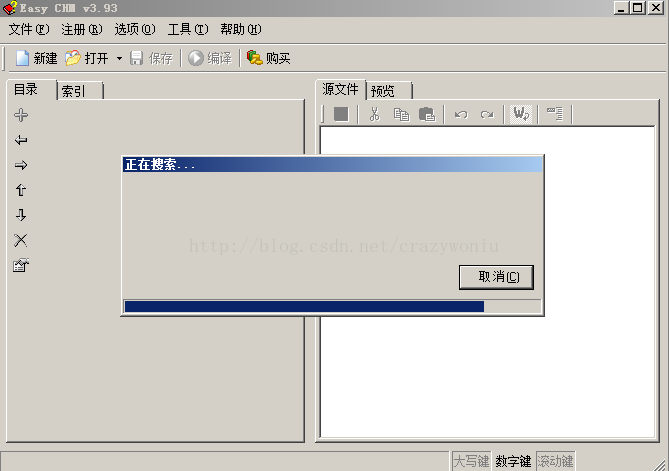 Easy CHM v3.93
文件(F) 注册(R) 选项(O) 工具(T) 帮助(H)
新建 打开 保存 编译 购买
目录 索引
源文件 预览
正在搜索...
http://blog.csdn.net/crazywonlu
取消(C)
大写键 数字键 滚动键